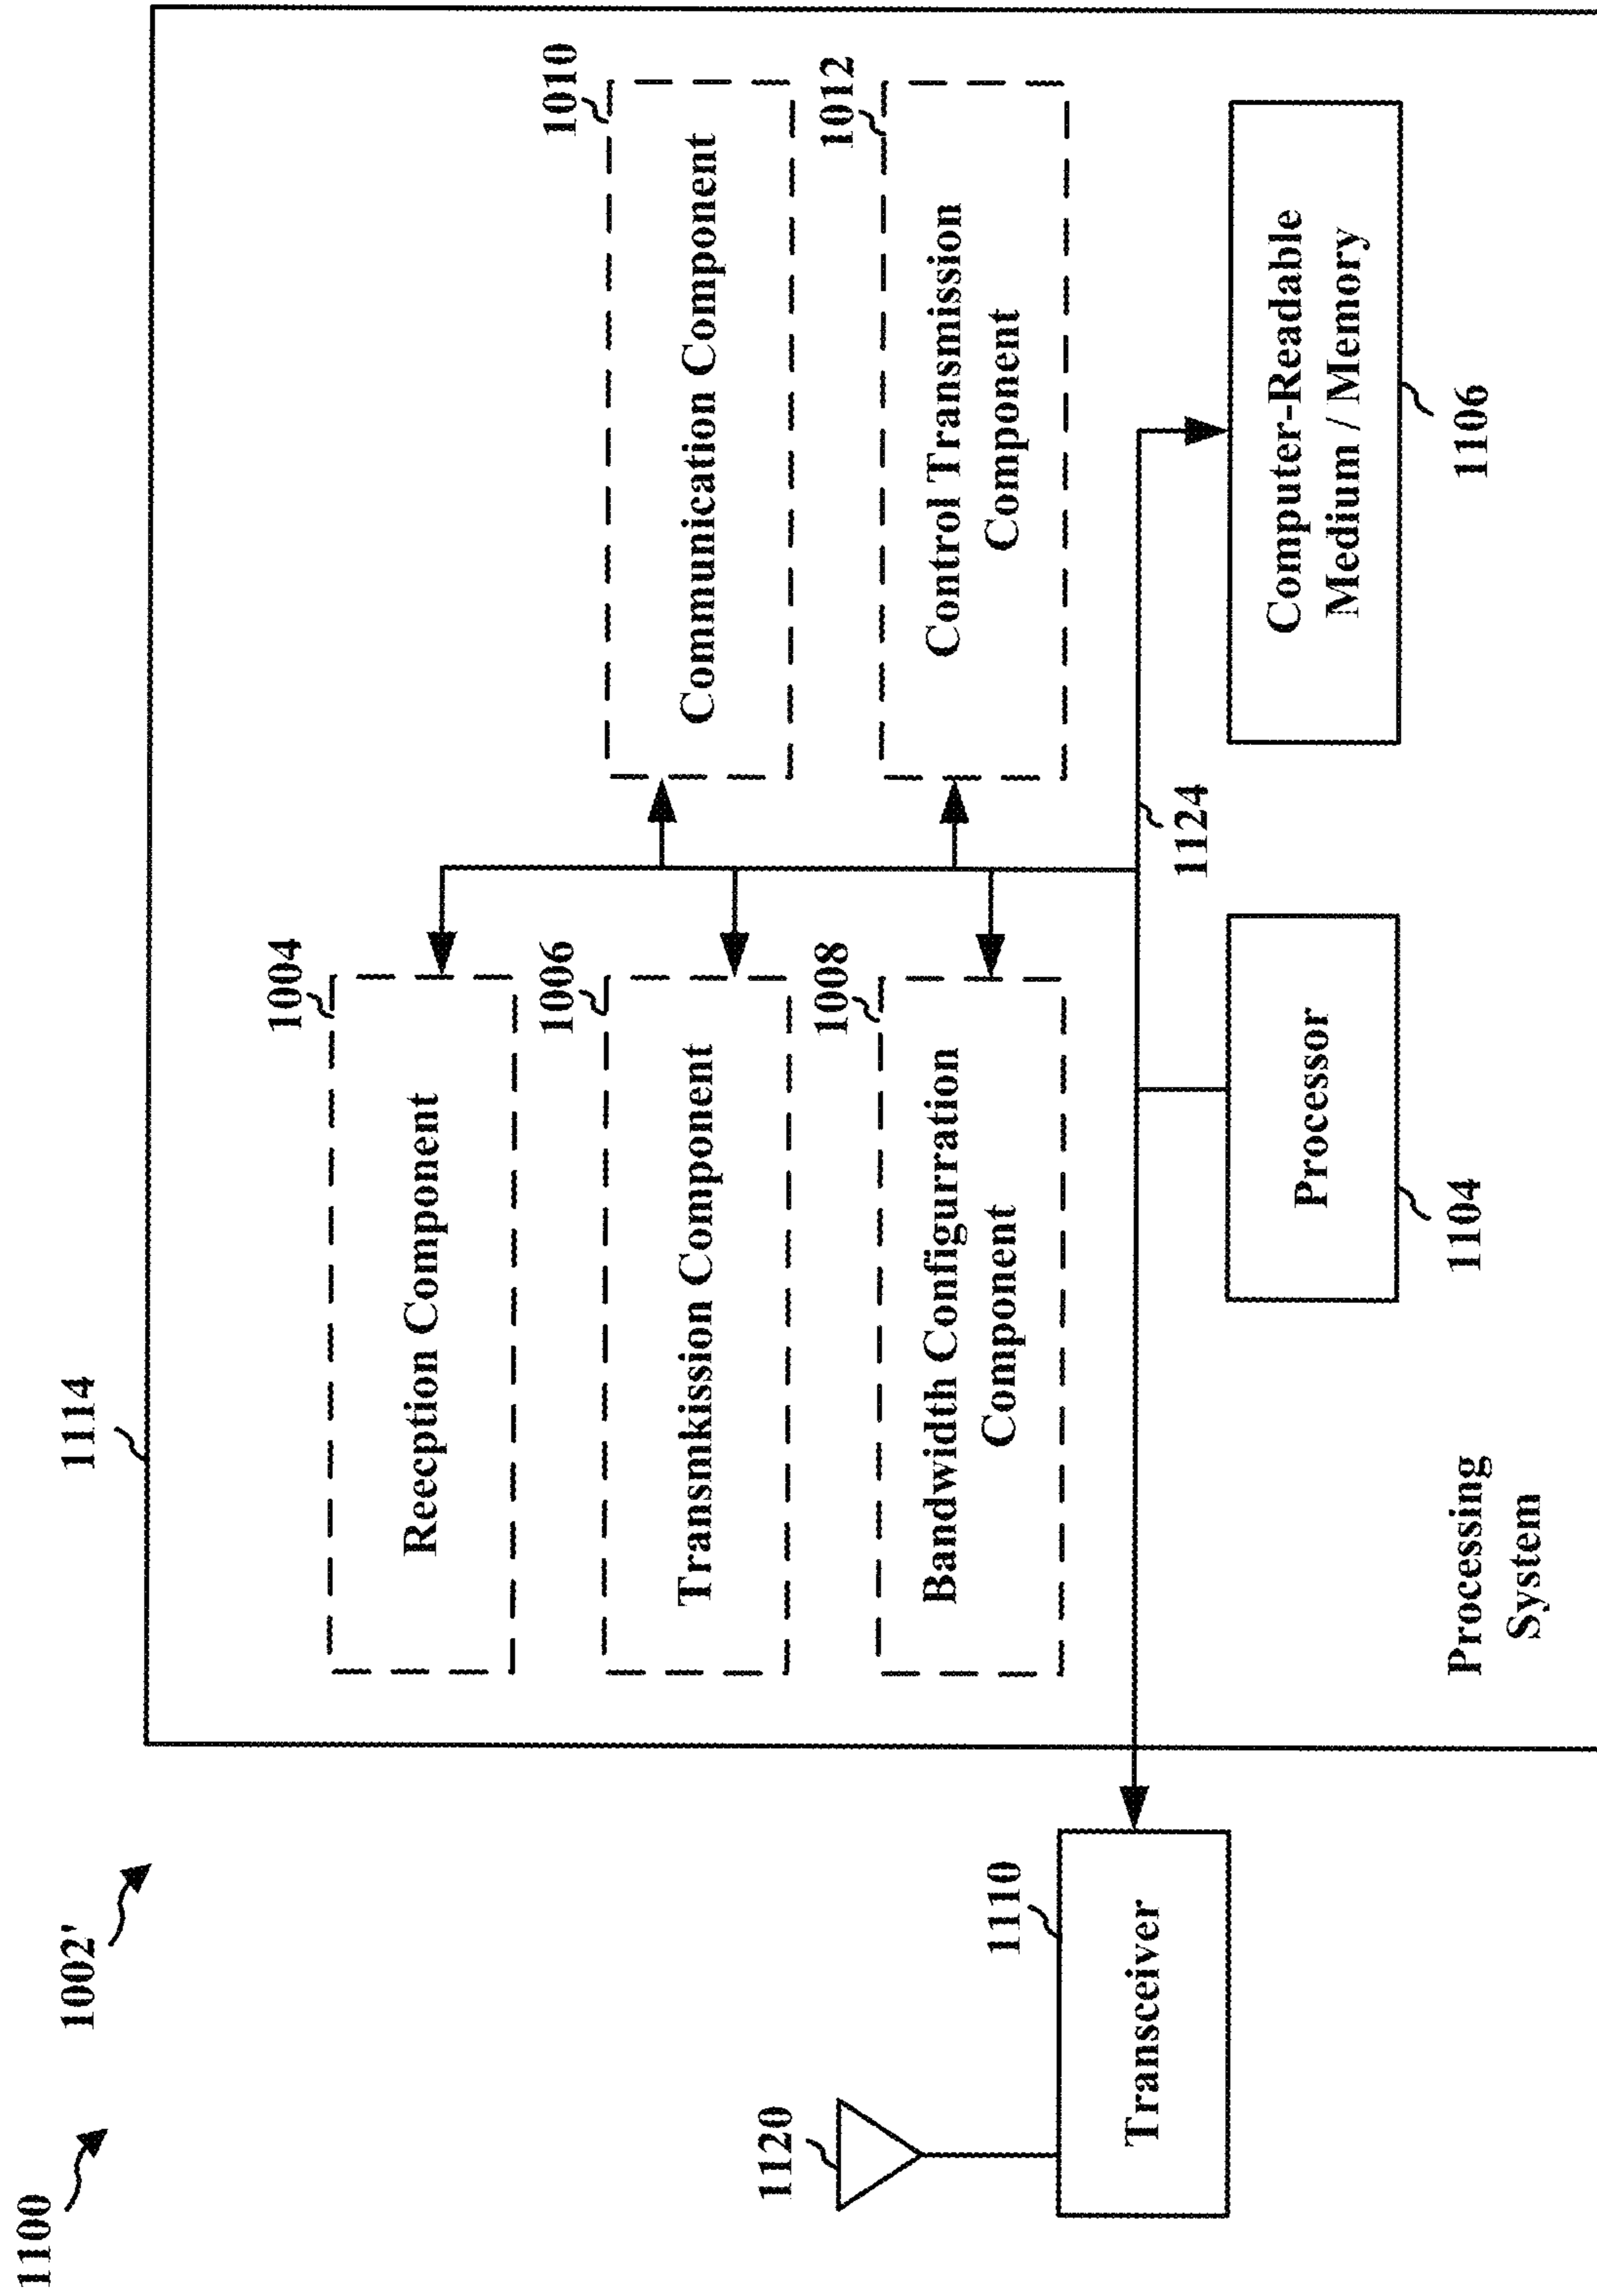 1100
1002'
1114
1004
Reecption Component
1006
1010
Transmkission Component
Communication Component
1120
1008
1012
Bandwidth Configurration
Component
Control Transmission
Component
1110
Transceiver
1124
Processor
Computer-Readable
Medium / Memory
1104
1106
Processing
System